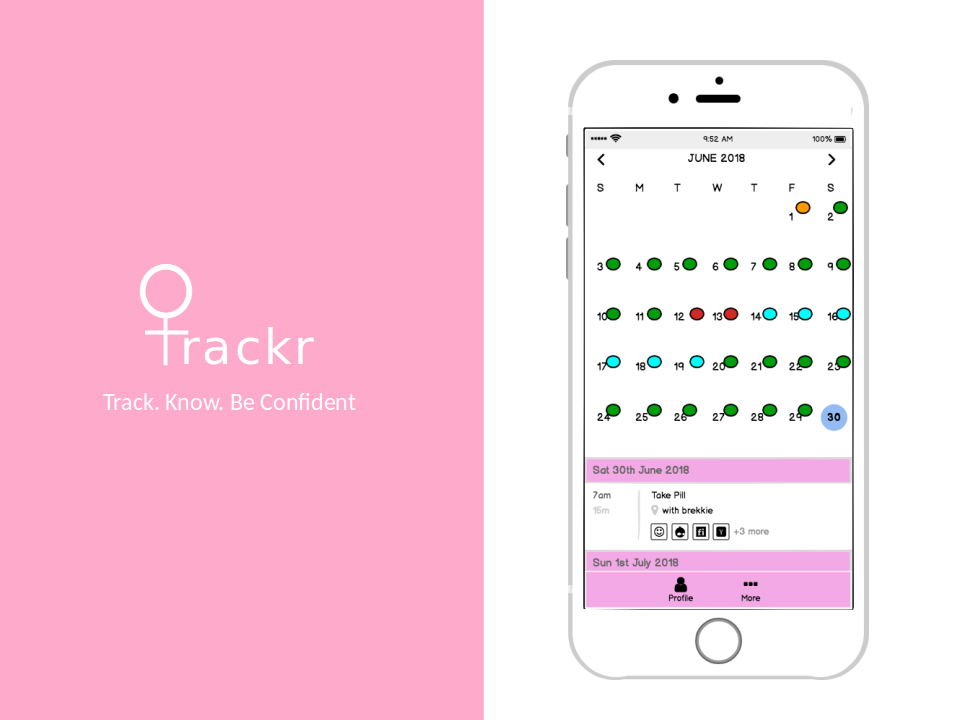 Trackr
Track. Know. Be Confident
9:52 AM 100%
JUNE 2018
S M T W T F S
1 2
3 4 5 6 7 8 9
10 11 12 13 14 15 16
17 18 19 20 21 22 23
24 25 26 27 28 29 30
Sat 30th June 2018
7am Take Pill
15m with brekkie
+3 more
Sun 1st July 2018
Profile More